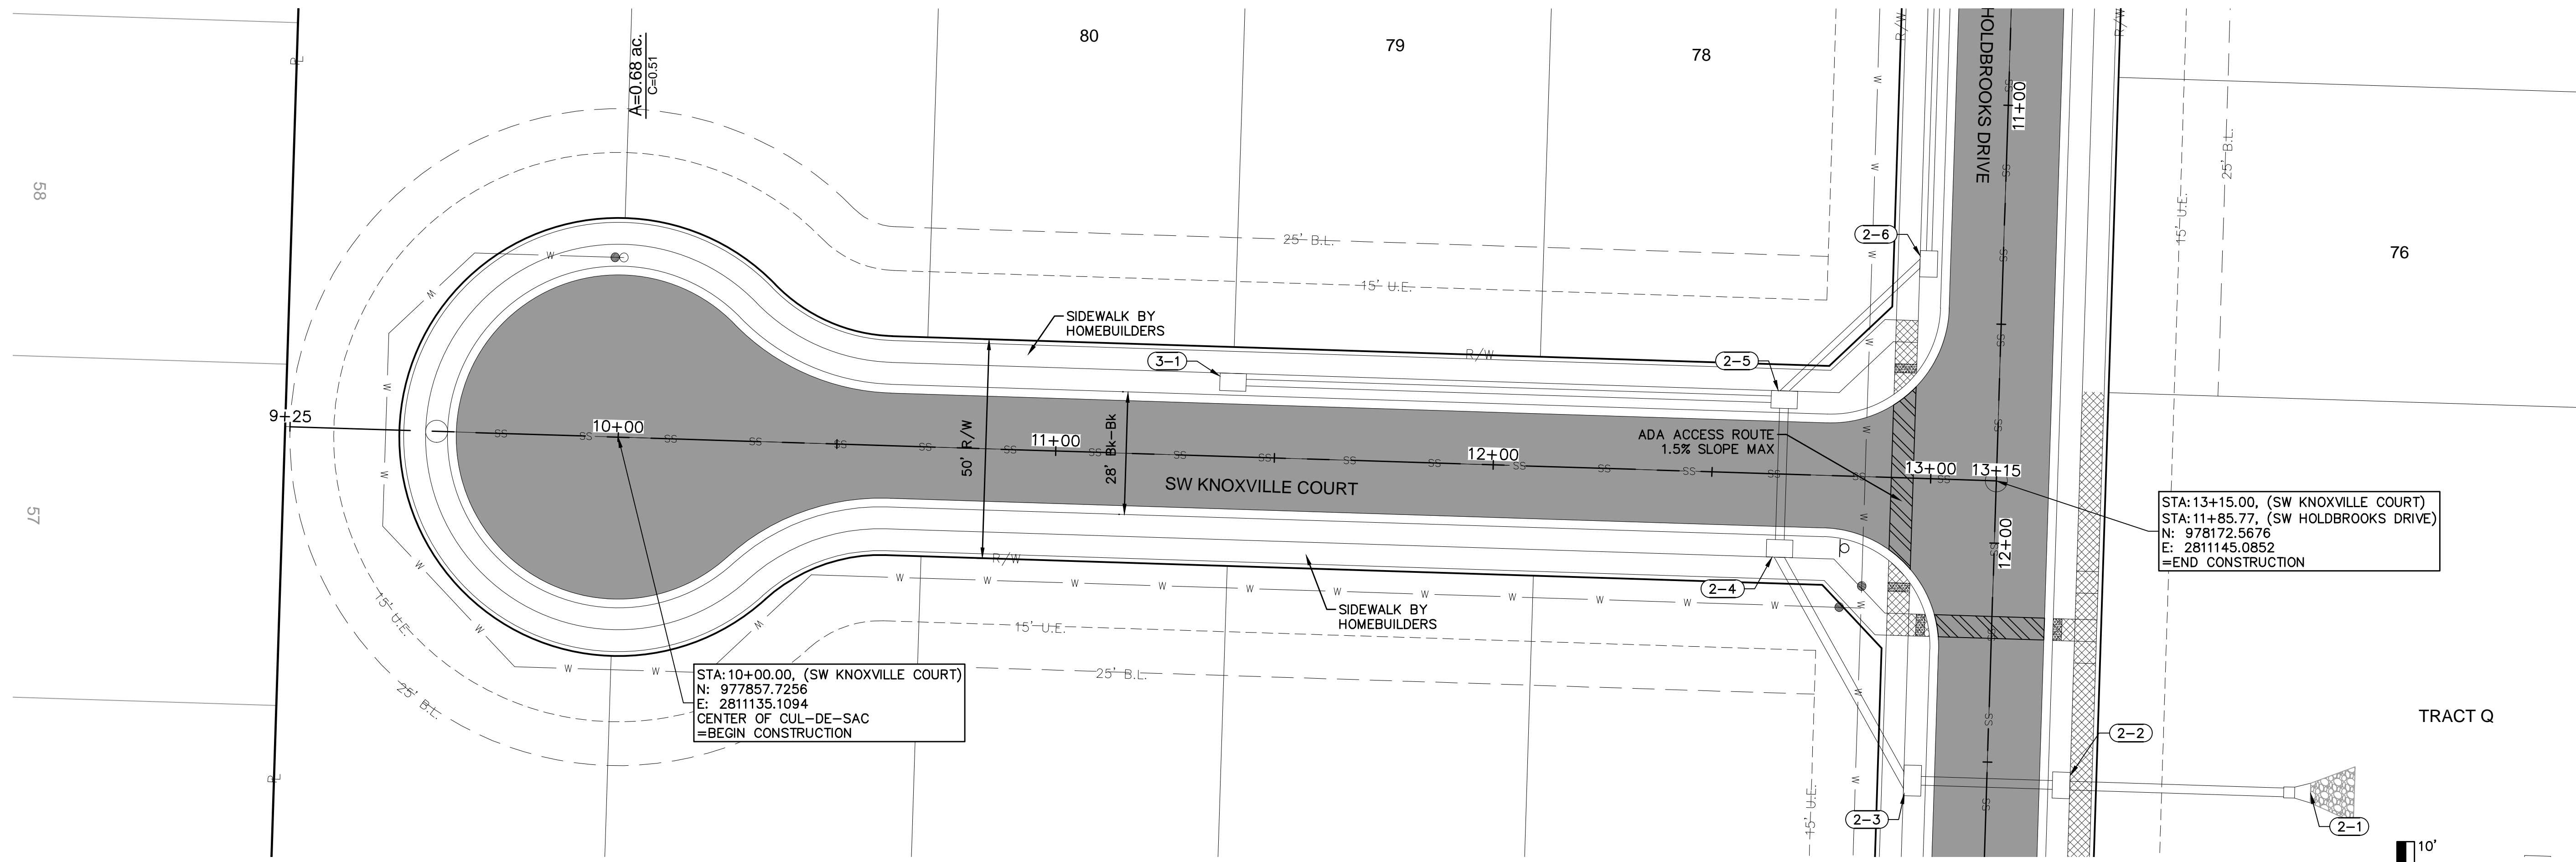 80
79
78
76
58
57
A=0.68 ac.
C=0.51
HOLDBROOKS DRIVE
11+00
12+00
R/W
R/W
25' B.L.
15' U.E.
25' B.L.
15' U.E.
2-6
SIDEWALK BY
HOMEBUILDERS
R/W
3-1
2-5
9+25
10+00
11+00
12+00
13+00
13+15
50' R/W
28' Bk-Bk
ADA ACCESS ROUTE
1.5% SLOPE MAX
SW KNOXVILLE COURT
STA:13+15.00, (SW KNOXVILLE COURT)
STA:11+85.77, (SW HOLDBROOKS DRIVE)
N: 978172.5676
E: 2811145.0852
=END CONSTRUCTION
R/W
2-4
SIDEWALK BY
HOMEBUILDERS
15' U.E.
25' B.L.
15' U.E.
25' B.L.
STA:10+00.00, (SW KNOXVILLE COURT)
N: 977857.7256
E: 2811135.1094
CENTER OF CUL-DE-SAC
=BEGIN CONSTRUCTION
TRACT Q
2-2
2-3
2-1
15' U.E.
10'